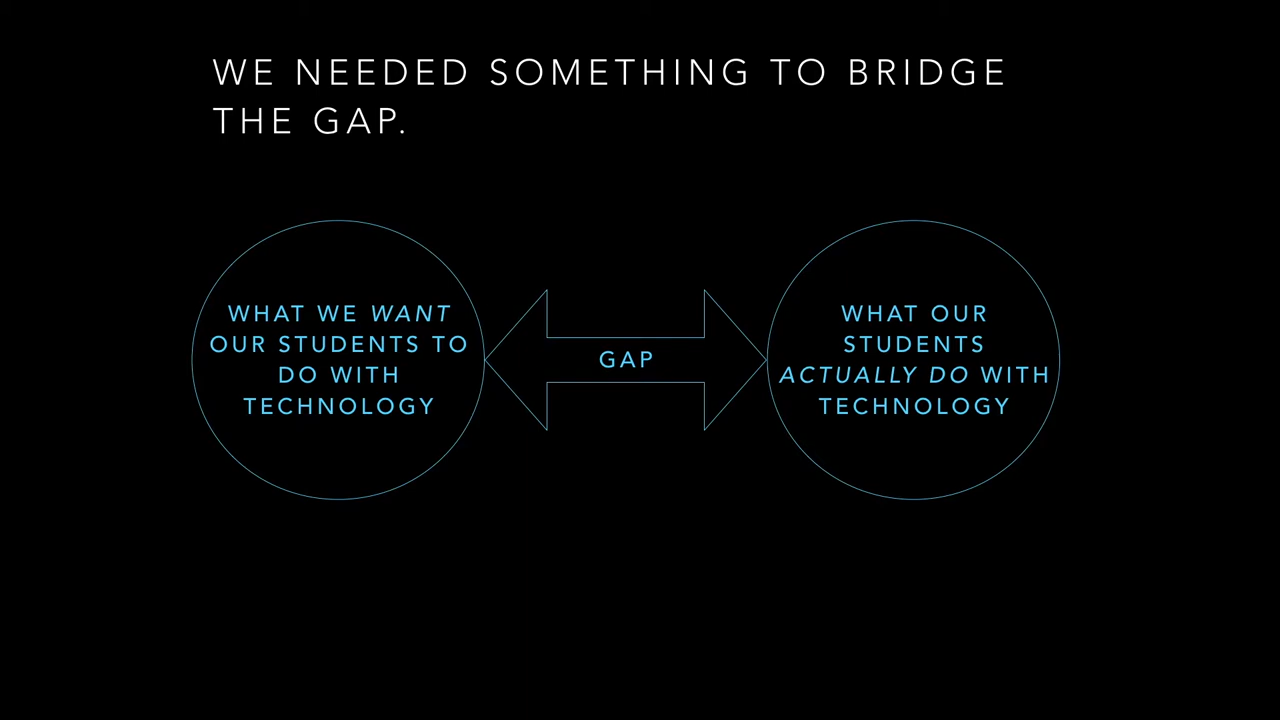 WE NEEDED SOMETHING TO BRIDGE
THE GAP.
WHAT WE WANT
OUR STUDENTS TO
DO WITH
TECHNOLOGY
GAP
WHAT OUR
STUDENTS
ACTUALLY DO WITH
TECHNOLOGY